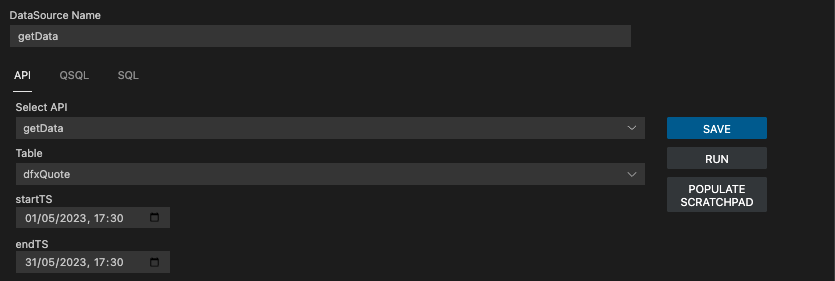 DataSource Name
getData
API QSQL SQL
Select API
getData
SAVE
Table
RUN
dfxQuote
POPULATE
SCRATCHPAD
startTS
01/05/2023, 17:30
endTS
31/05/2023, 17:30